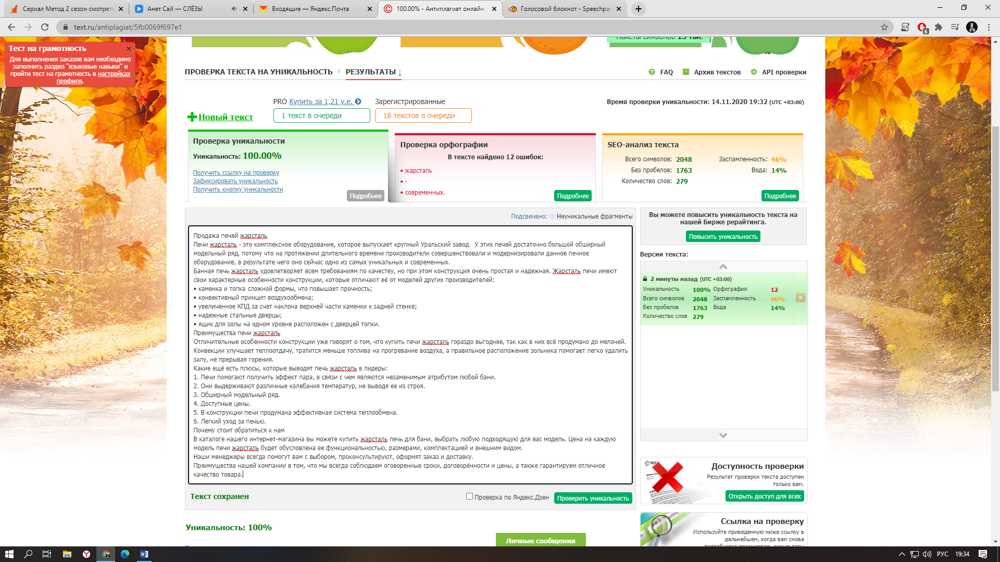 Сериал Метод 2 сезон смотреть
Анет Сай — СЛЁЗЫ
Входящие — Яндекс.Почта
100.00% - Антиплагиат онлайн,
Голосовой блокнот - Speechpad
text.ru/antiplagiat/5fb0069f697e1
6
Пакеты символов 15 тыс
Тест на грамотность
Для выполнения заказов вам необходимо
заполнить раздел "языковые навыки" и
пройти тест на грамотность в настройках
профиля.
ПРОВЕРКА ТЕКСТА НА УНИКАЛЬНОСТЬ > РЕЗУЛЬТАТЫ ↓
FAQ Архив текстов API проверки
PRO Купить за 1,21 у.е.
Зарегистрированные
Время проверки уникальности: 14.11.2020 19:32 (UTC +03:00)
Новый текст
1 текст в очереди
18 текстов в очереди
Проверка уникальности
Уникальность: 100.00%
Получить ссылку на проверку
Зафиксировать уникальность
Получить кнопку уникальности
Подробнее
Проверка орфографии
В тексте найдено 12 ошибок:
• жарсталь
• -
• современных.
Подробнее
SEO-анализ текста
Всего символов: 2048 Заспамленность: 46%
Без пробелов: 1763 Вода: 14%
Количество слов: 279
Подробнее
Подсвечено: Неуникальные фрагменты
Продажа печей жарсталь
Печи жарсталь - это комплексное оборудование, которое выпускает крупный Уральский завод.  У этих печей достаточно большой обширный
модельный ряд, потому что на протяжении длительного времени производители совершенствовали и модернизировали данное печное
оборудование, в результате чего оно сейчас одно из самых уникальных и современных.
Банная печь жарсталь удовлетворяет всем требованиям по качеству, но при этом конструкция очень простая и надежная. Жарсталь печи имеют
свои характерные особенности конструкции, которые отличают её от моделей других производителей:
• каменка и топка сложной формы, что повышает прочность;
• конвективный принцип воздухообмена;
• увеличенное КПД за счет наклона верхней части каменки к задней стенке;
• надежные стальные дверцы;
• ящик для золы на одном уровне расположен с дверцей топки.
Преимущества печи жарсталь
Отличительные особенности конструкции уже говорят о том, что купить печи жарсталь гораздо выгоднее, так как в них всё продумано до мелочей.
Конвекции улучшает теплоотдачу, тратится меньше топлива на прогревание воздуха, а правильное расположение зольника помогает легко удалить
залу, не прерывая горения.
Какие ещё есть плюсы, которые выводят печь жарсталь в лидеры:
1. Печи помогают получить эффект пара, в связи с чем являются незаменимым атрибутом любой бани.
2. Они выдерживают различные колебания температур, не выводя ее из строя.
3. Обширный модельный ряд.
4. Доступные цены.
5. В конструкции печи продумана эффективная система теплообмена.
6. Легкий уход за печью.
Почему стоит обратиться к нам
В каталоге нашего интернет-магазина вы можете купить жарсталь печь для бани, выбрать любую подходящую для вас модель. Цена на каждую
модель печи жарсталь будет обусловлена ее функциональностью, размерами, комплектацией и внешним видом.
Наши менеджеры всегда помогут вам с выбором, проконсультируют, оформят заказ и доставку.
Преимущества нашей компании в том, что мы всегда соблюдаем оговоренные сроки, договорённости и цены, а также гарантируем отличное
качество товара.
Текст сохранен
Проверка по Яндекс.Дзен
Проверить уникальность
Уникальность: 100%
Личные сообщения
Вы можете повысить уникальность текста на
нашей Бирже рерайтинга.
Повысить уникальность
Версии текста:
2 минуты назад (UTC +03:00)
Уникальность 100% Орфография 12
Всего символов 2048 Заспамленность 46%
Без пробелов 1763 Вода 14%
Количество слов 279
Доступность проверки
Результат проверки текста доступен
только вам.
Открыть доступ для всех
Ссылка на проверку
Используйте приведенную ниже ссылку в
дальнейшем, когда вам снова
потребуется просмотреть результаты
РУС 19:34